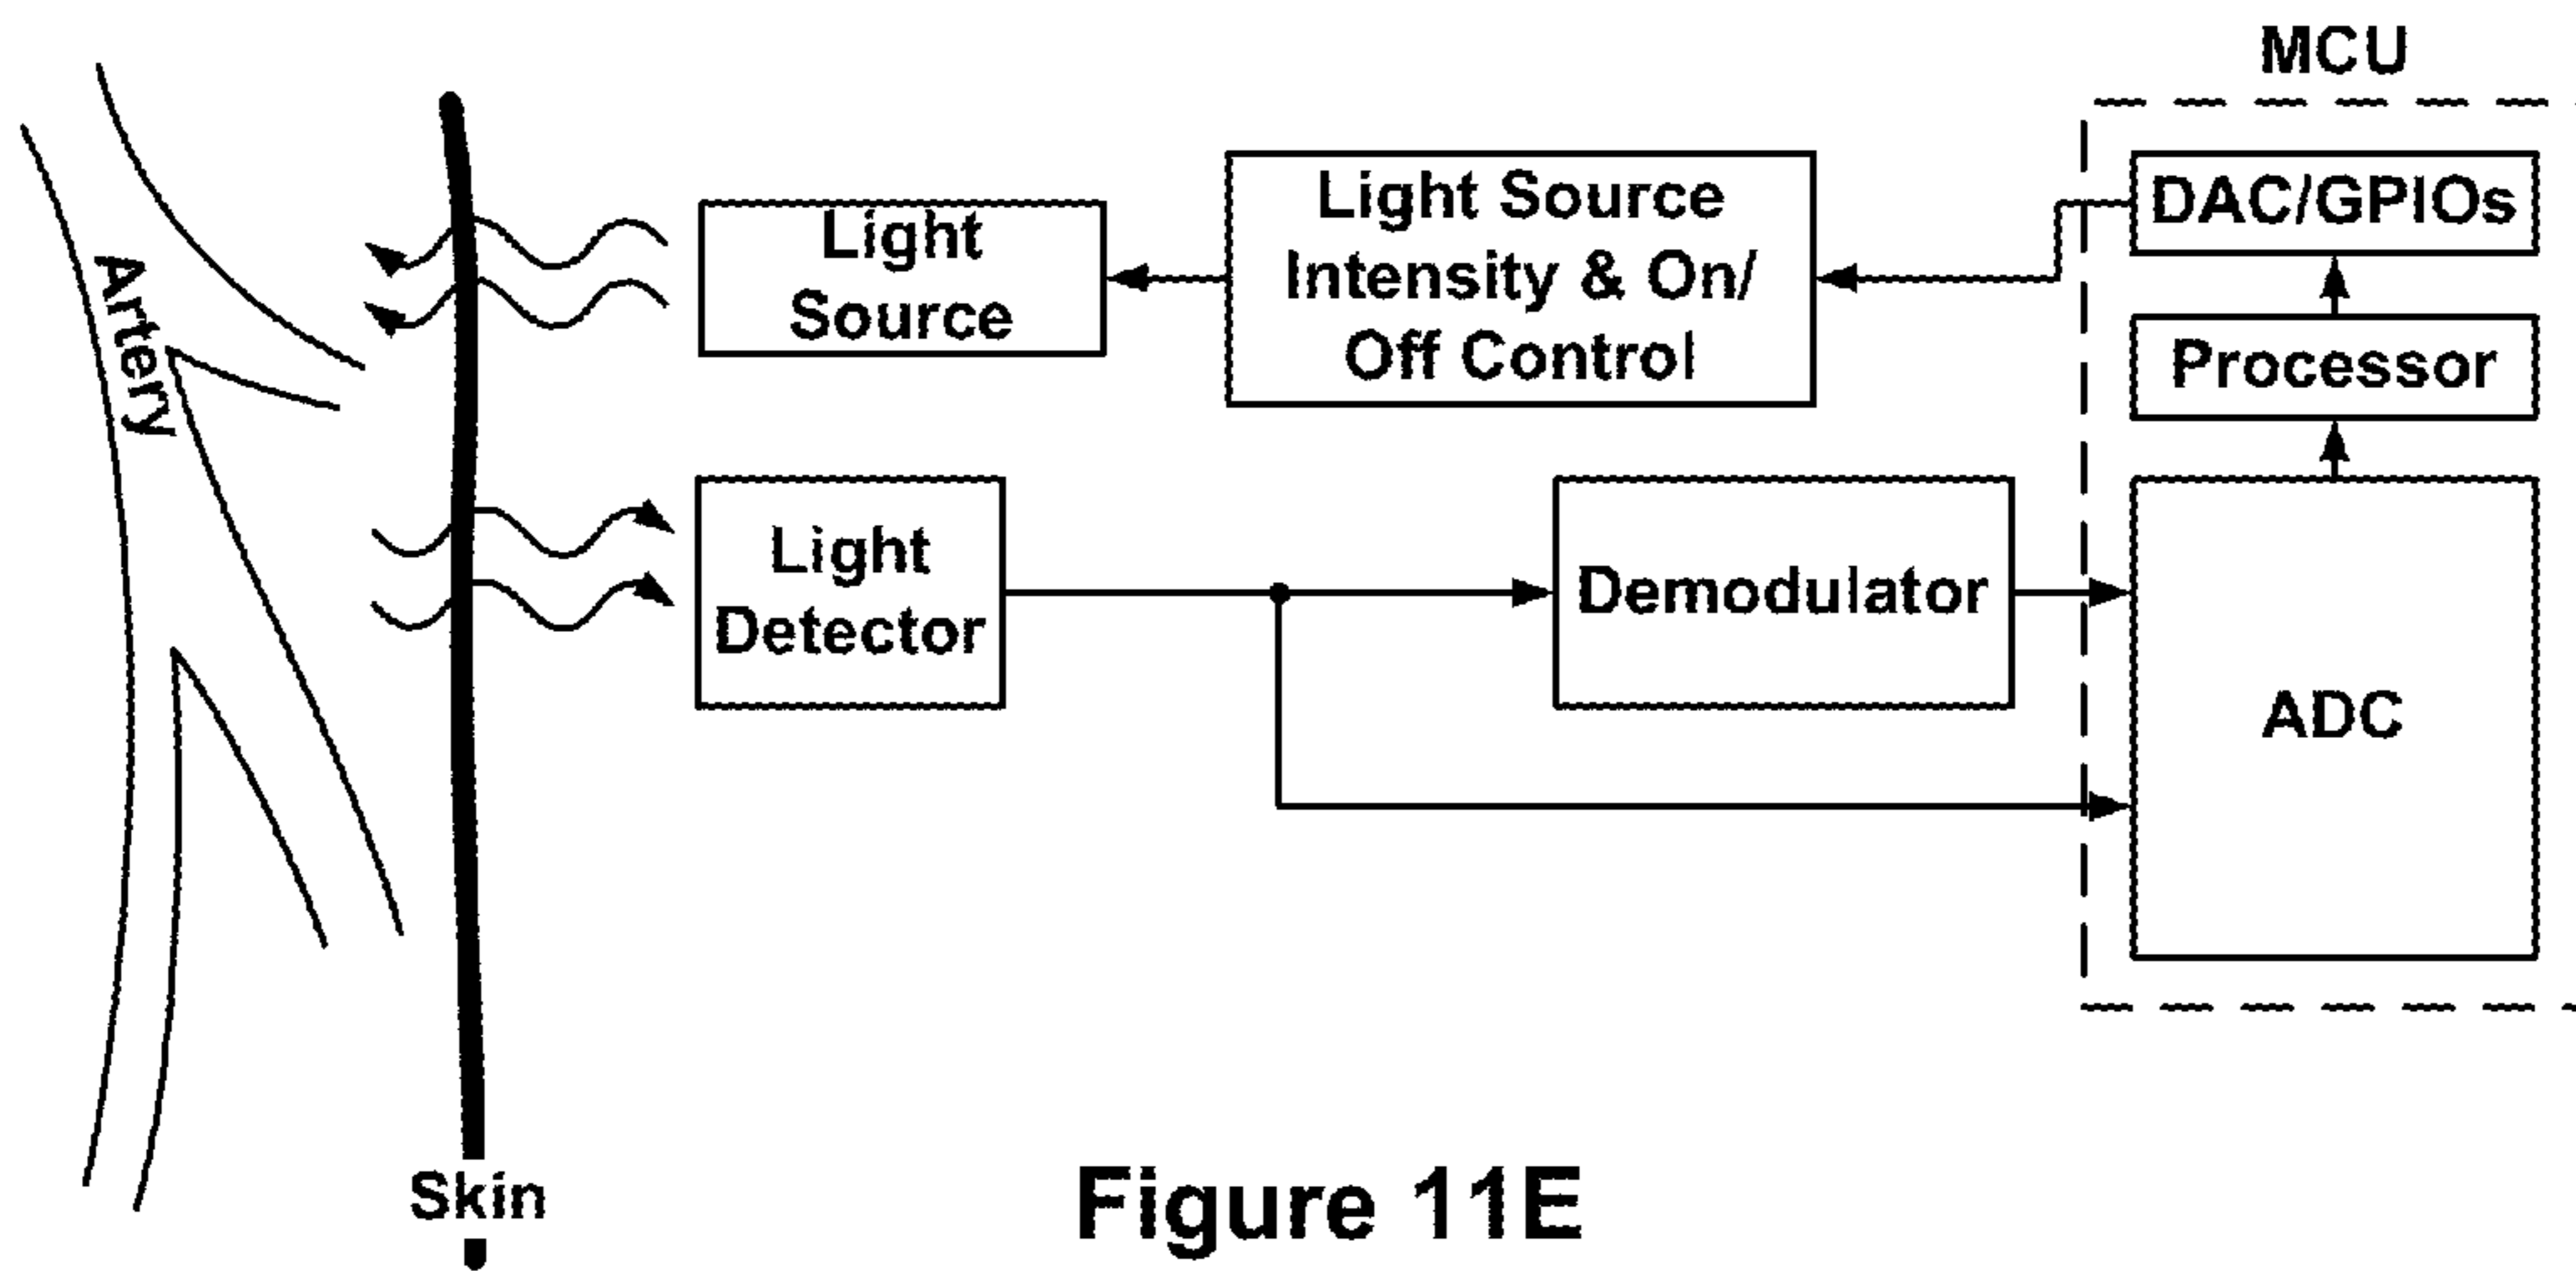 MCU
Light Source
Intensity & On/
Off Control
DAC/GPIOs
Light
Source
Artery
Processor
Light
Detector
Demodulator
ADC
Skin
Figure 11E